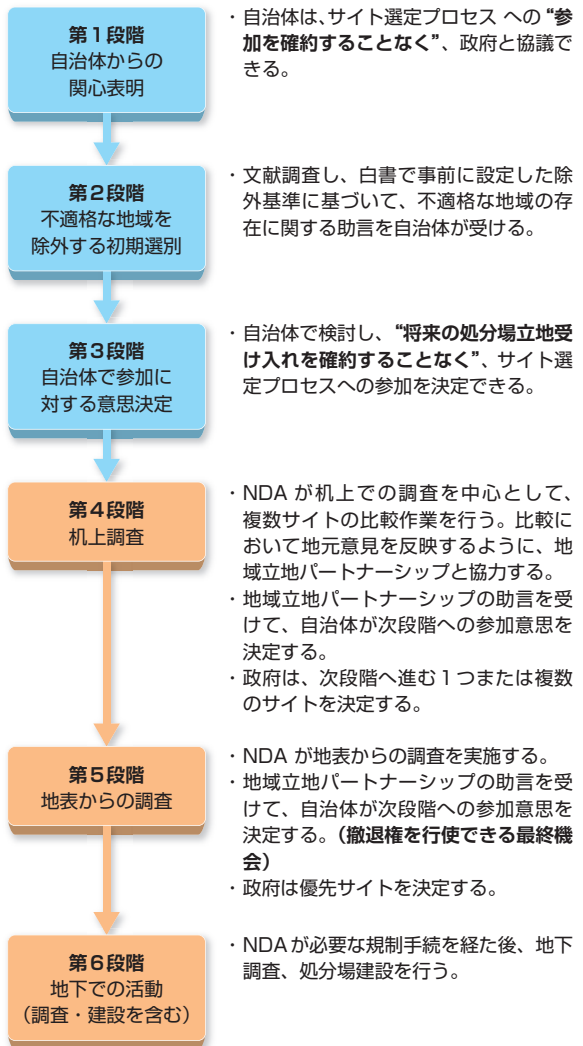 第1段階
自治体からの
関心表明
・自治体は、サイト選定プロセス への“参
加を確約することなく”、政府と協議で
きる。
第2段階
不適格な地域を
除外する初期選別
・文献調査し、白書で事前に設定した除
外基準に基づいて、不適格な地域の存
在に関する助言を自治体が受ける。
第3段階
自治体で参加に
対する意思決定
・自治体で検討し、“将来の処分場立地受
け入れを確約することなく”、サイト選
定プロセスへの参加を決定できる。
第4段階
机上調査
・NDA が机上での調査を中心として、
複数サイトの比較作業を行う。比較に
おいて地元意見を反映するように、地
域立地パートナーシップと協力する。
・地域立地パートナーシップの助言を受
けて、自治体が次段階への参加意思を
決定する。
・政府は、次段階へ進む1つまたは複数
のサイトを決定する。
第5段階
地表からの調査
・NDA が地表からの調査を実施する。
・地域立地パートナーシップの助言を受
けて、自治体が次段階への参加意思を
決定する。（撤退権を行使できる最終機
会）
・政府は優先サイトを決定する。
第6段階
地下での活動
（調査・建設を含む）
・NDAが必要な規制手続を経た後、地下
調査、処分場建設を行う。